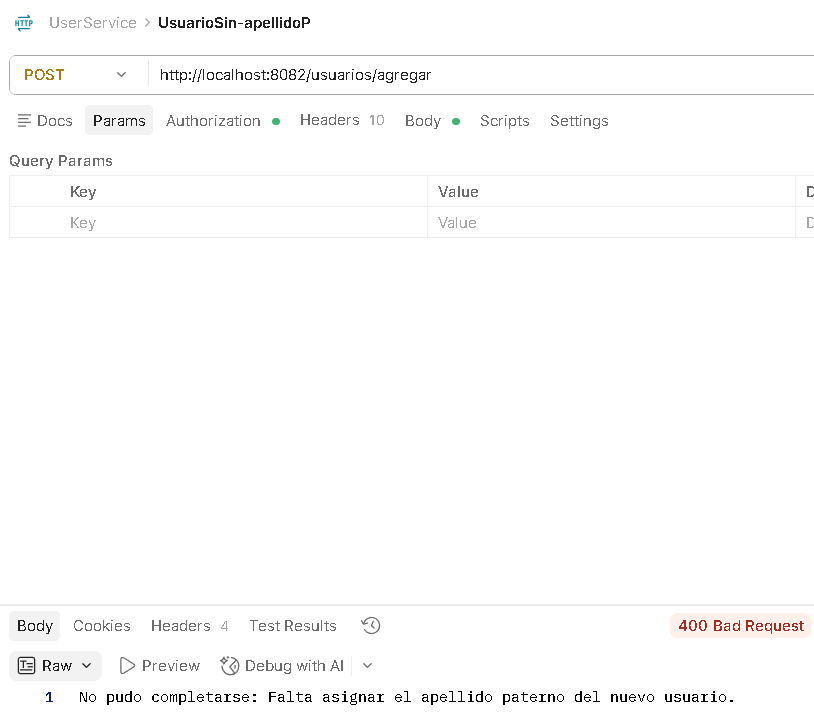 HTTP UserService > UsuarioSin-apellidoP
POST http://localhost:8082/usuarios/agregar
Docs Params Authorization Headers 10 Body Scripts Settings
Query Params
Key Value D
Key Value D
Body Cookies Headers 4 Test Results 400 Bad Request
Raw Preview Debug with AI
1 No pudo completarse: Falta asignar el apellido paterno del nuevo usuario.